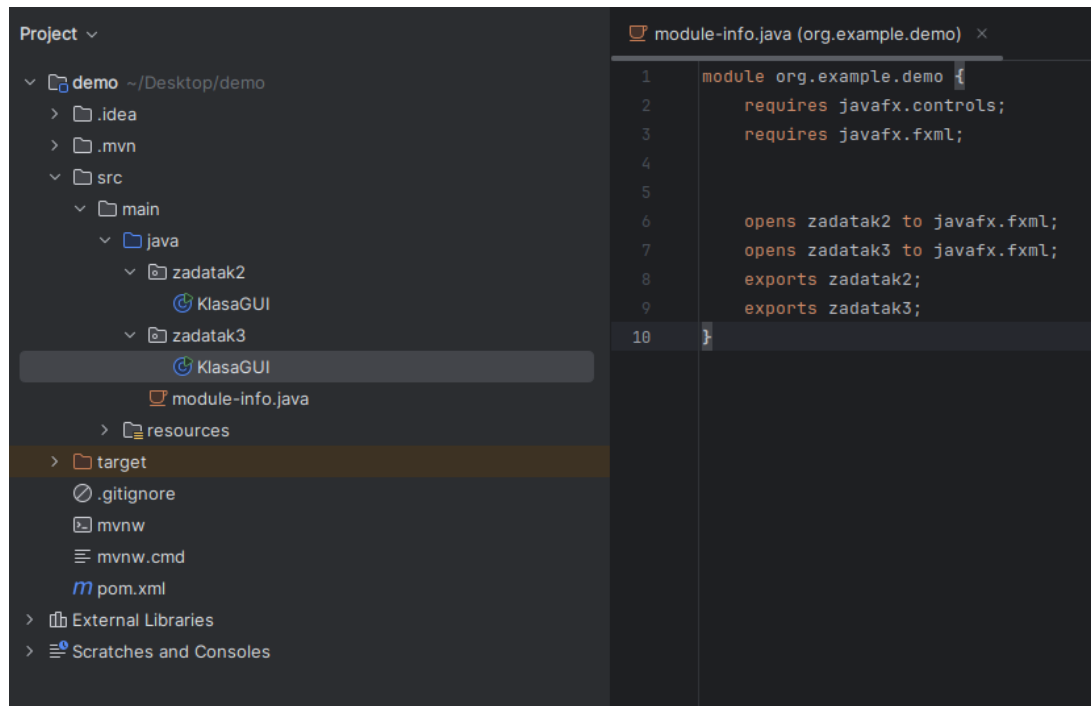 Project
demo ~/Desktop/demo
.idea
.mvn
src
main
java
zadatak2
KlasaGUI
zadatak3
KlasaGUI
module-info.java
resources
target
.gitignore
mvnw
mvnw.cmd
pom.xml
External Libraries
Scratches and Consoles
module-info.java (org.example.demo)
1 module org.example.demo {
2 requires javafx.controls;
3 requires javafx.fxml;
4
5
6 opens zadatak2 to javafx.fxml;
7 opens zadatak3 to javafx.fxml;
8 exports zadatak2;
9 exports zadatak3;
10 }